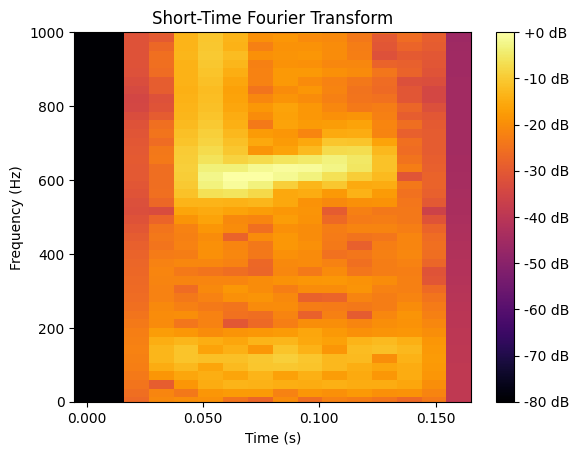 Short-Time Fourier Transform
1000
800
600
400
200
0
Frequency (Hz)
0.000
0.050
0.100
0.150
Time (s)
+0 dB
-10 dB
-20 dB
-30 dB
-40 dB
-50 dB
-60 dB
-70 dB
-80 dB